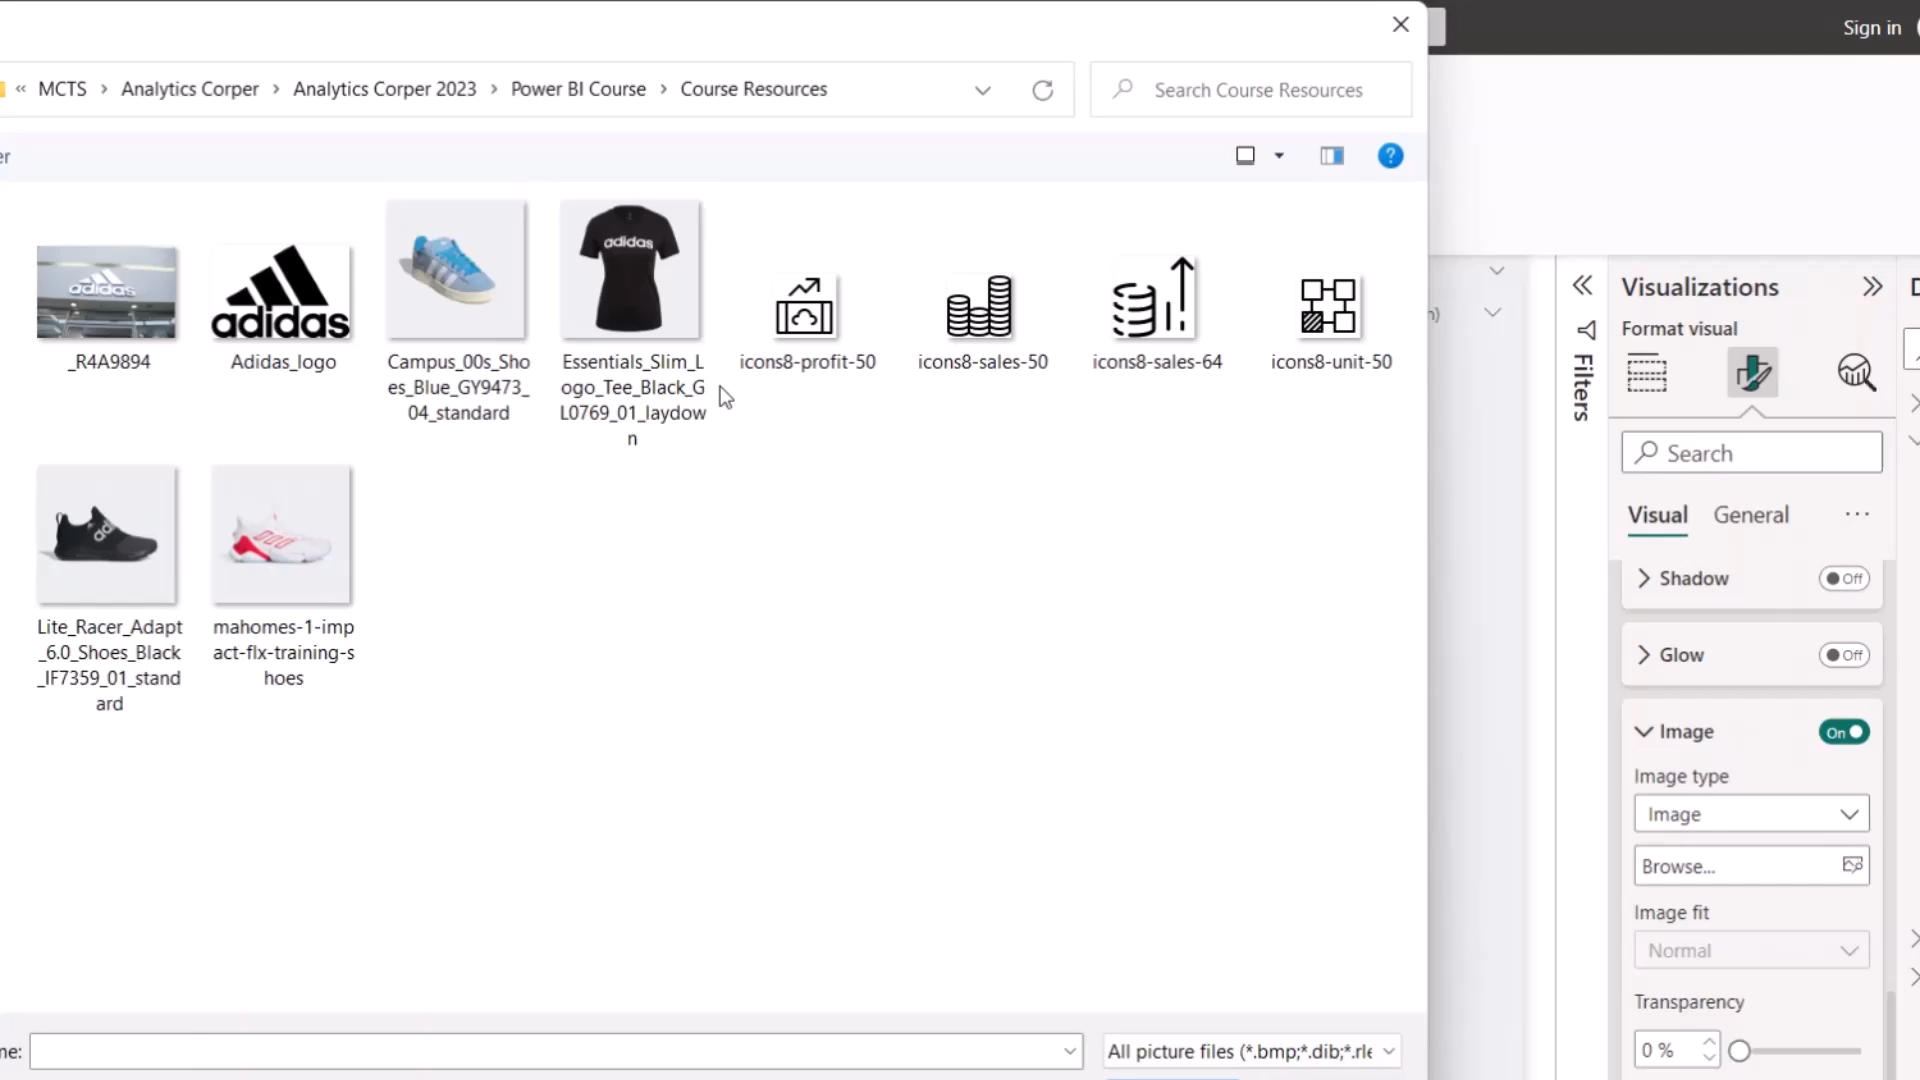 Sign in
MCTS
Analytics Corper
Analytics Corper 2023
Power BI Course
Course Resources
Search Course Resources
er
?
adidas
_R4A9894
adidas
Adidas_logo
Campus_00s_Sho
es_Blue_GY9473_
04_standard
adidas
Essentials_Slim_L
ogo_Tee_Black_G
L0769_01_laydow
n
icons8-profit-50
icons8-sales-50
icons8-sales-64
icons8-unit-50
Lite_Racer_Adapt
_6.0_Shoes_Black
_IF7359_01_stand
ard
mahomes-1-imp
act-flx-training-s
hoes
me:
All picture files (*.bmp;*.dib;*.rle
Filters
Visualizations
Format visual
Search
Visual
General
Shadow
Off
Glow
Off
Image
On
Image type
Image
Browse...
Image fit
Normal
Transparency
0 %